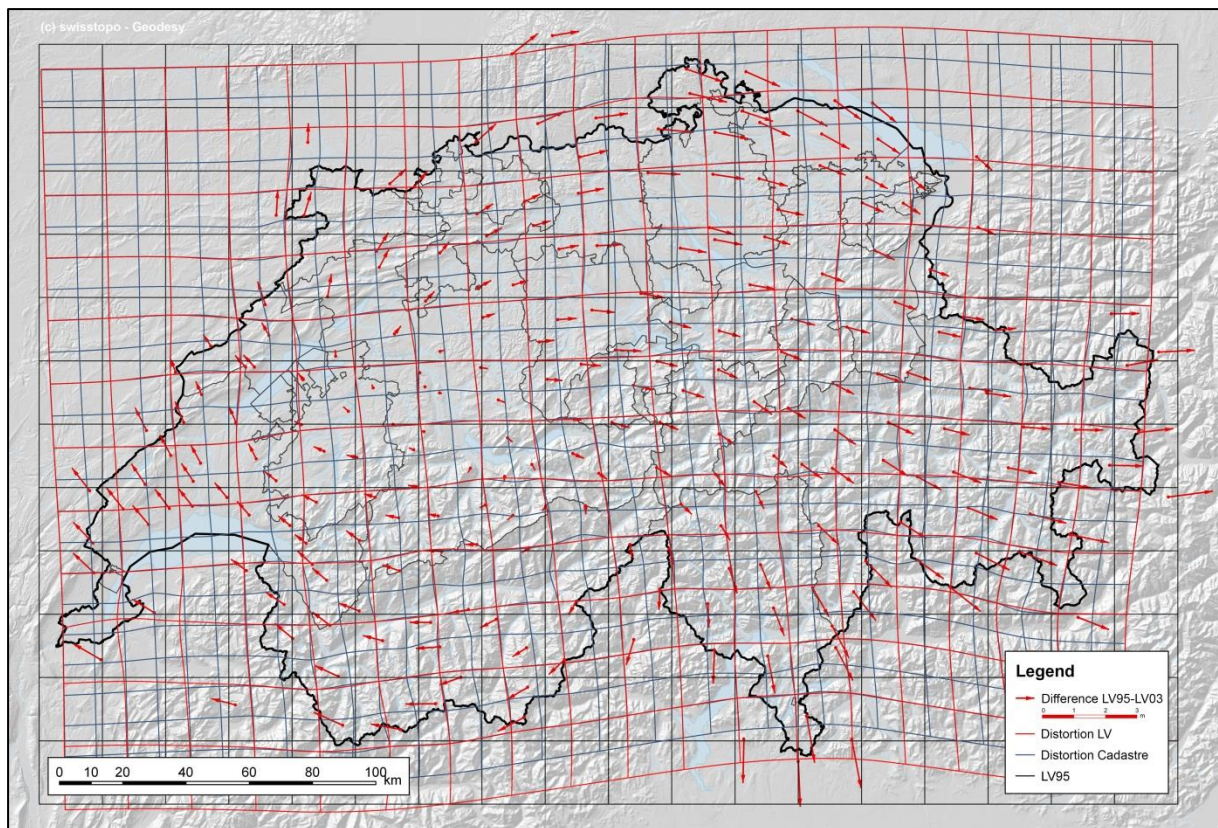 (c) swisstopo - Geodesy
Legend
Difference LV95-LV03
0 1 2 3
m
Distortion LV
Distortion Cadastre
LV95
0 10 20 40 60 80 100
km